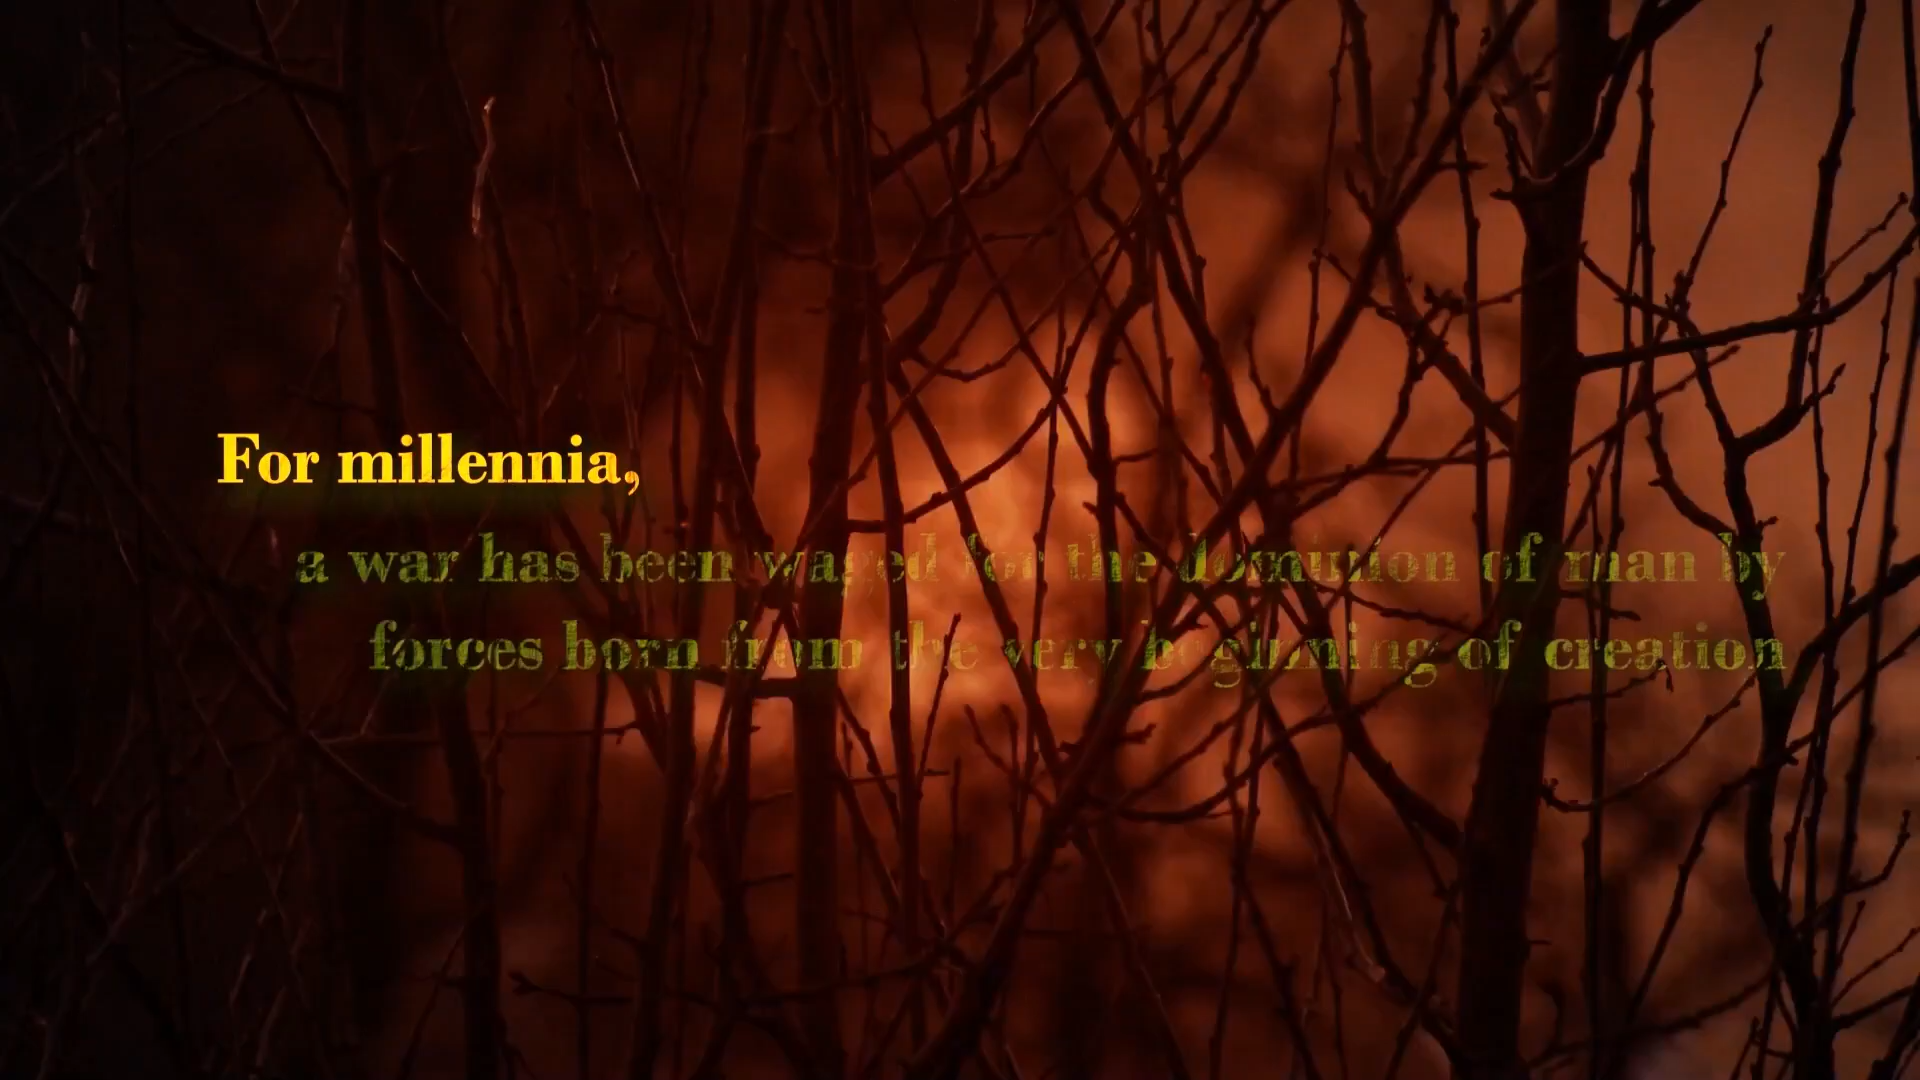 For millennia,
a war has been waged for the dominion of man by
forces born from the very beginning of creation